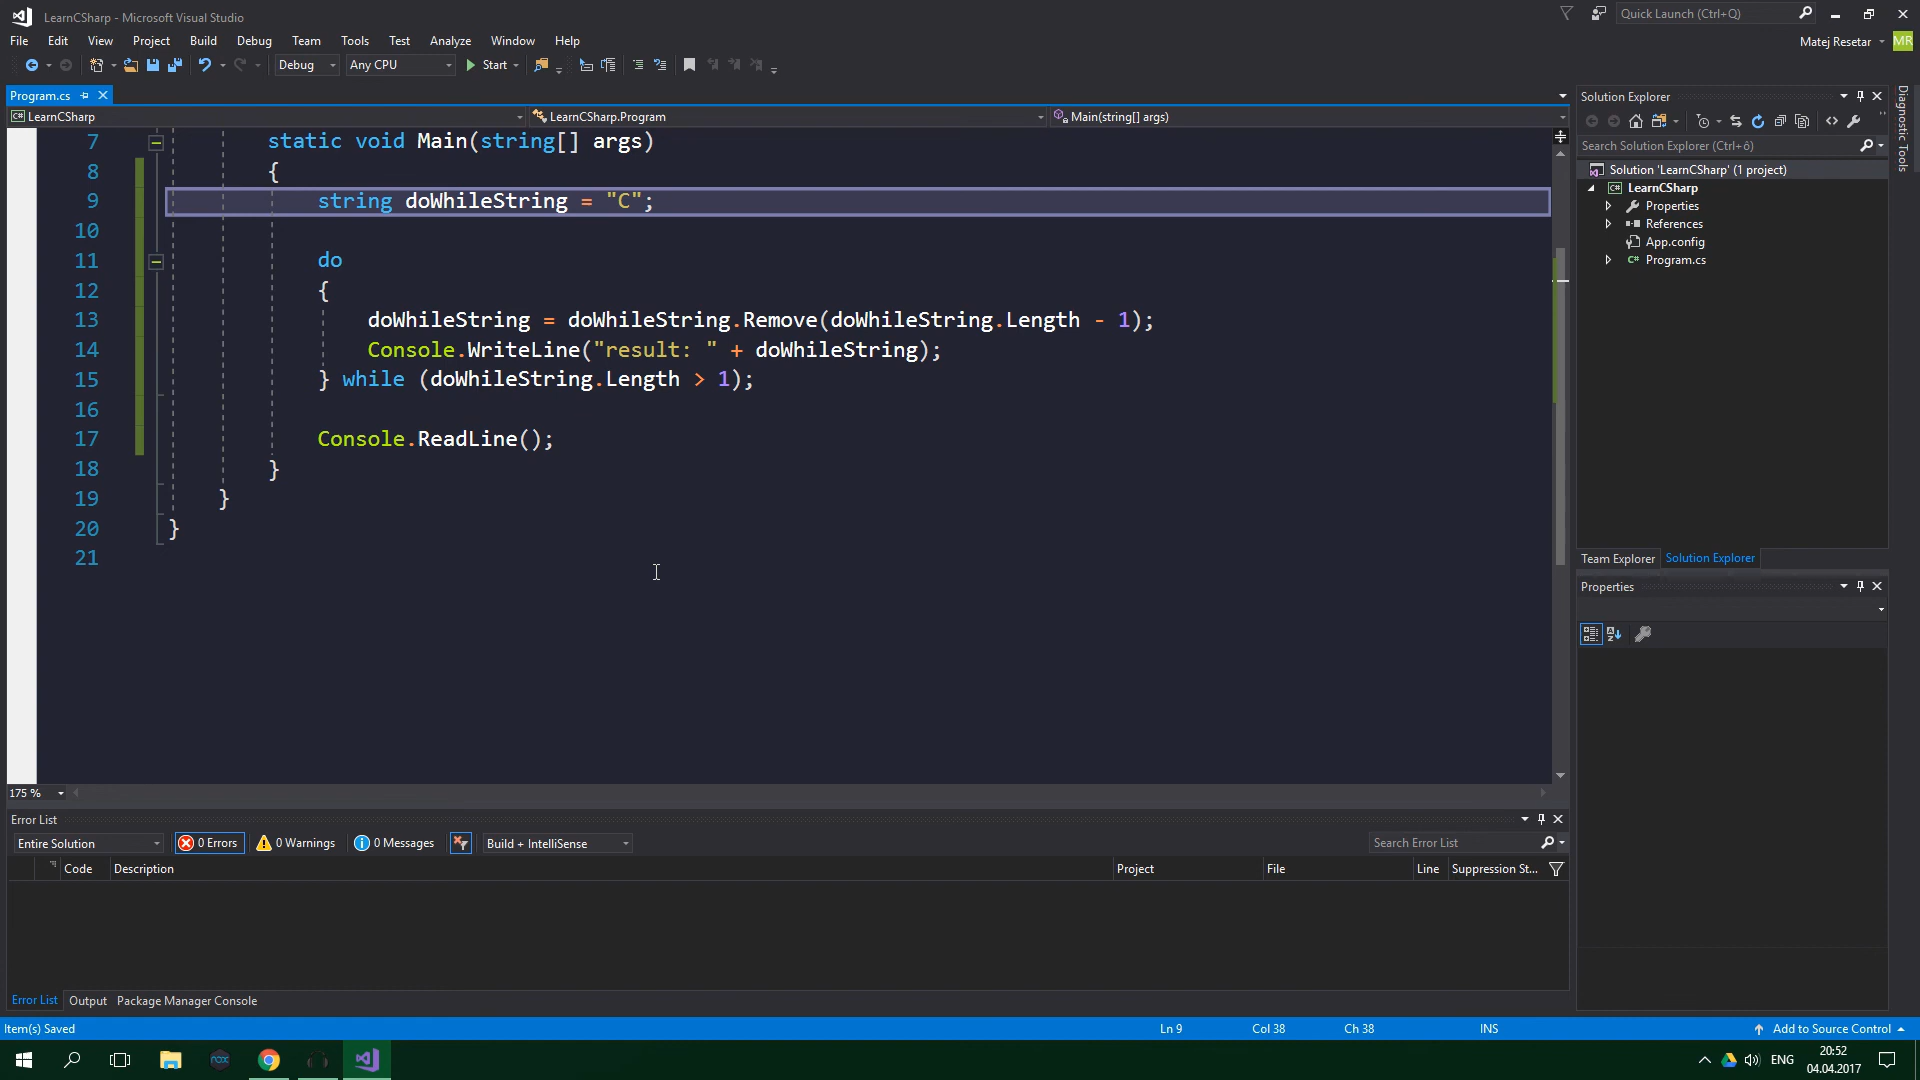 LearnCSharp - Microsoft Visual Studio
Quick Launch (Ctrl+Q)
File Edit View Project Build Debug Team Tools Test Analyze Window Help
Matej Resetar MR
Debug Any CPU Start
Program.cs
LearnCSharp LearnCSharp.Program Main(string[] args)
7 static void Main(string[] args)
8 {
9 string doWhileString = "C";
10
11 do
12 {
13 doWhileString = doWhileString.Remove(doWhileString.Length - 1);
14 Console.WriteLine("result: " + doWhileString);
15 } while (doWhileString.Length > 1);
16
17 Console.ReadLine();
18 }
19 }
20 }
21
175 %
Solution Explorer
Search Solution Explorer (Ctrl+ô)
Solution 'LearnCSharp' (1 project)
LearnCSharp
Properties
References
App.config
Program.cs
Team Explorer Solution Explorer
Properties
Diagnostic Tools
Error List
Entire Solution 0 Errors 0 Warnings 0 Messages Build + IntelliSense Search Error List
Code Description Project File Line Suppression St...
Error List Output Package Manager Console
Item(s) Saved Ln 9 Col 38 Ch 38 INS Add to Source Control
nox
ENG 20:52
04.04.2017